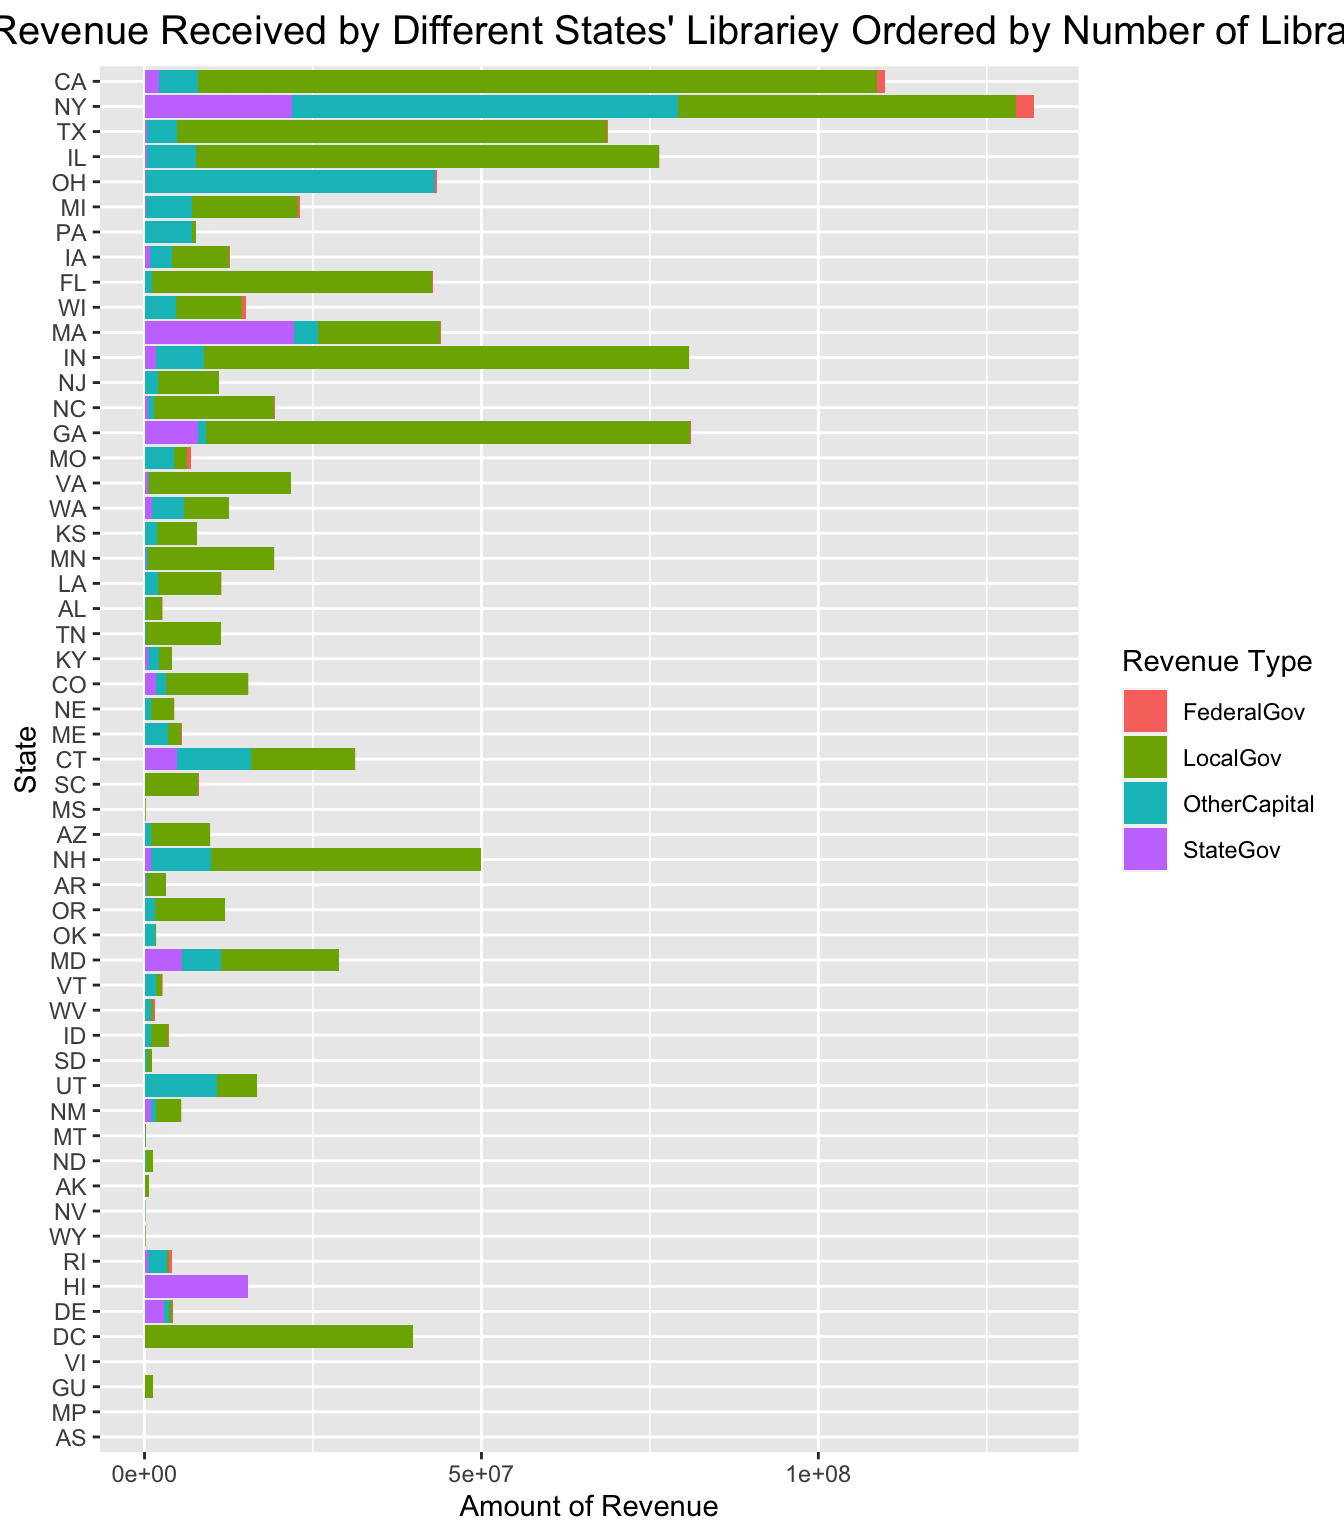 Revenue Received by Different States' Librariey Ordered by Number of Libra
CA
NY
TX
IL
OH
MI
PA
IA
FL
WI
MA
IN
NJ
NC
GA
MO
VA
WA
KS
MN
LA
AL
TN
KY
CO
NE
ME
CT
SC
MS
AZ
NH
AR
OR
OK
MD
VT
WV
ID
SD
UT
NM
MT
ND
AK
NV
WY
RI
HI
DE
DC
VI
GU
MP
AS
State
0e+00 5e+07 1e+08
Amount of Revenue
Revenue Type
FederalGov
LocalGov
OtherCapital
StateGov